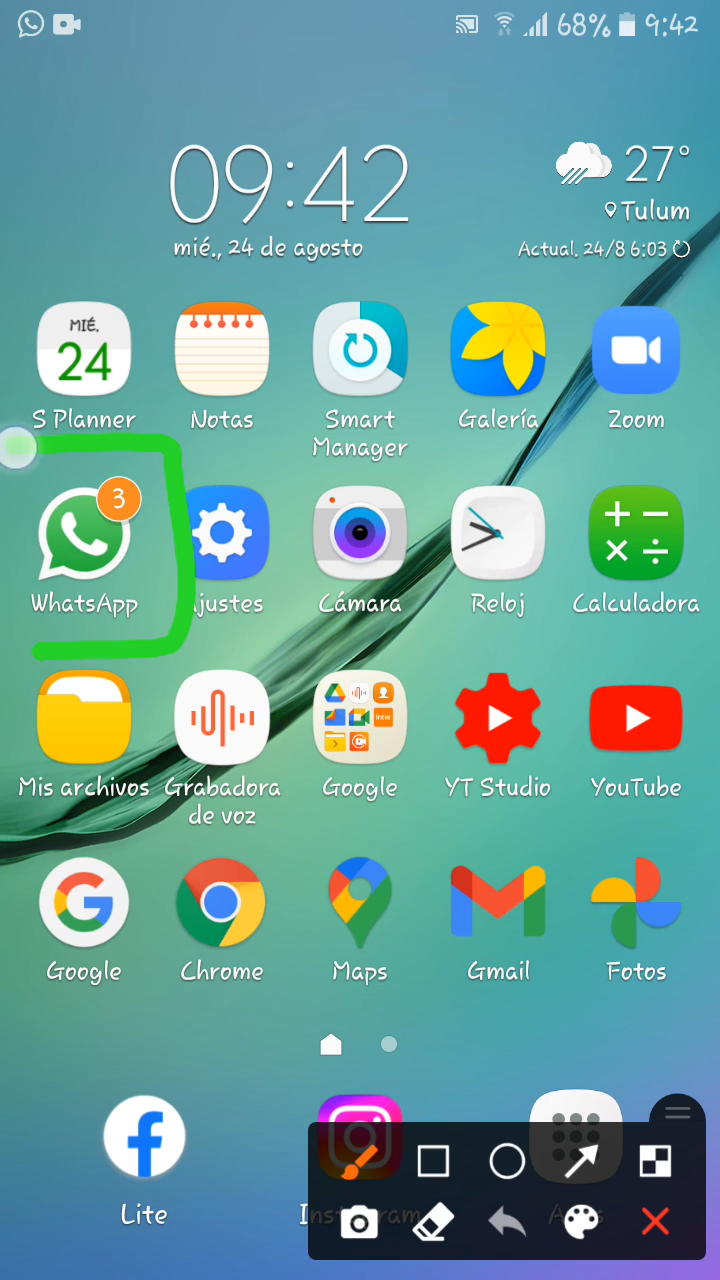 68% 9:42
09:42
mié., 24 de agosto
27°
Tulum
Actual. 24/8 6:03
MIÉ.
24
S Planner Notas Smart Manager Galería Zoom
3
WhatsApp Ajustes Cámara Reloj Calculadora
Mis archivos Grabadora de voz Google YT Studio YouTube
Google Chrome Maps Gmail Fotos
Lite Instagram